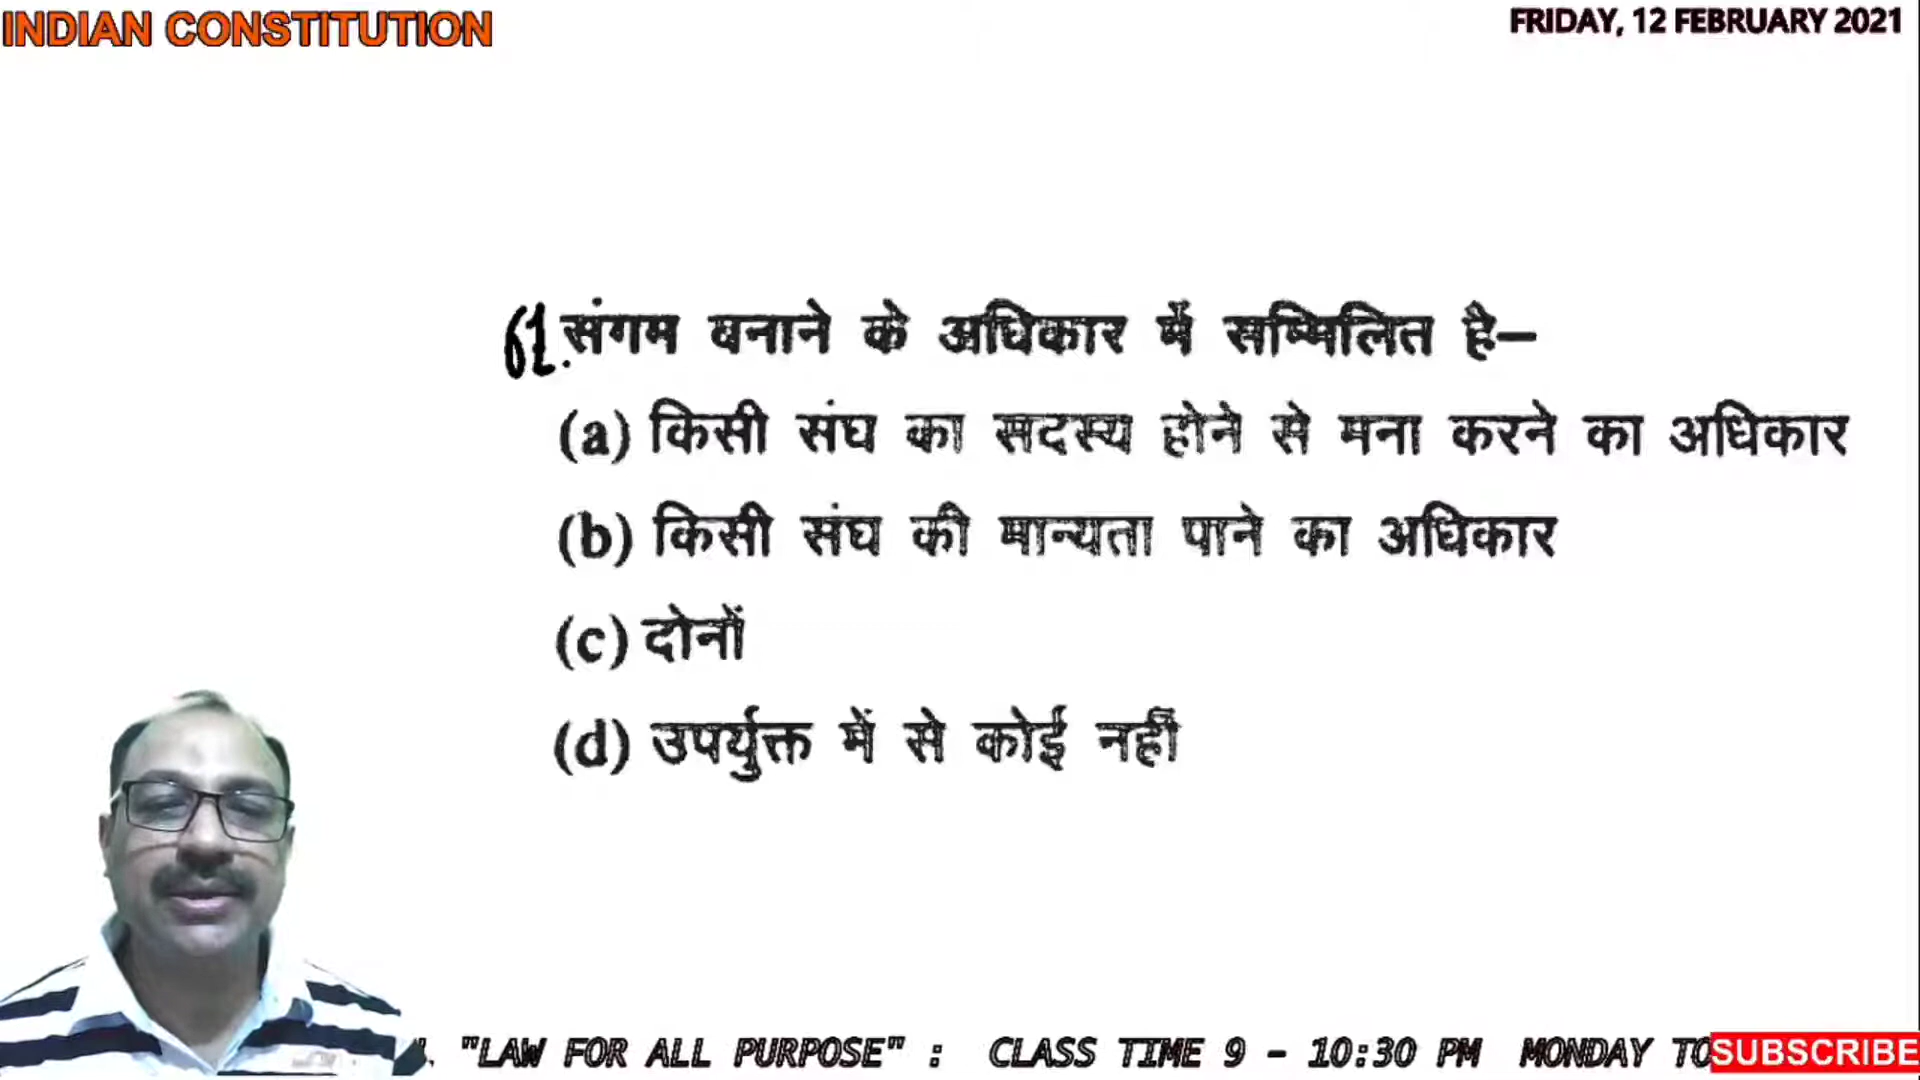 INDIAN CONSTITUTION
FRIDAY, 12 FEBRUARY 2021
61. संगम बनाने के अधिकार में सम्मिलित है–
(a) किसी संघ का सदस्य होने से मना करने का अधिकार
(b) किसी संघ की मान्यता पाने का अधिकार
(c) दोनों
(d) उपर्युक्त में से कोई नहीं
"LAW FOR ALL PURPOSE" : CLASS TIME 9 - 10:30 PM MONDAY TO
SUBSCRIBE